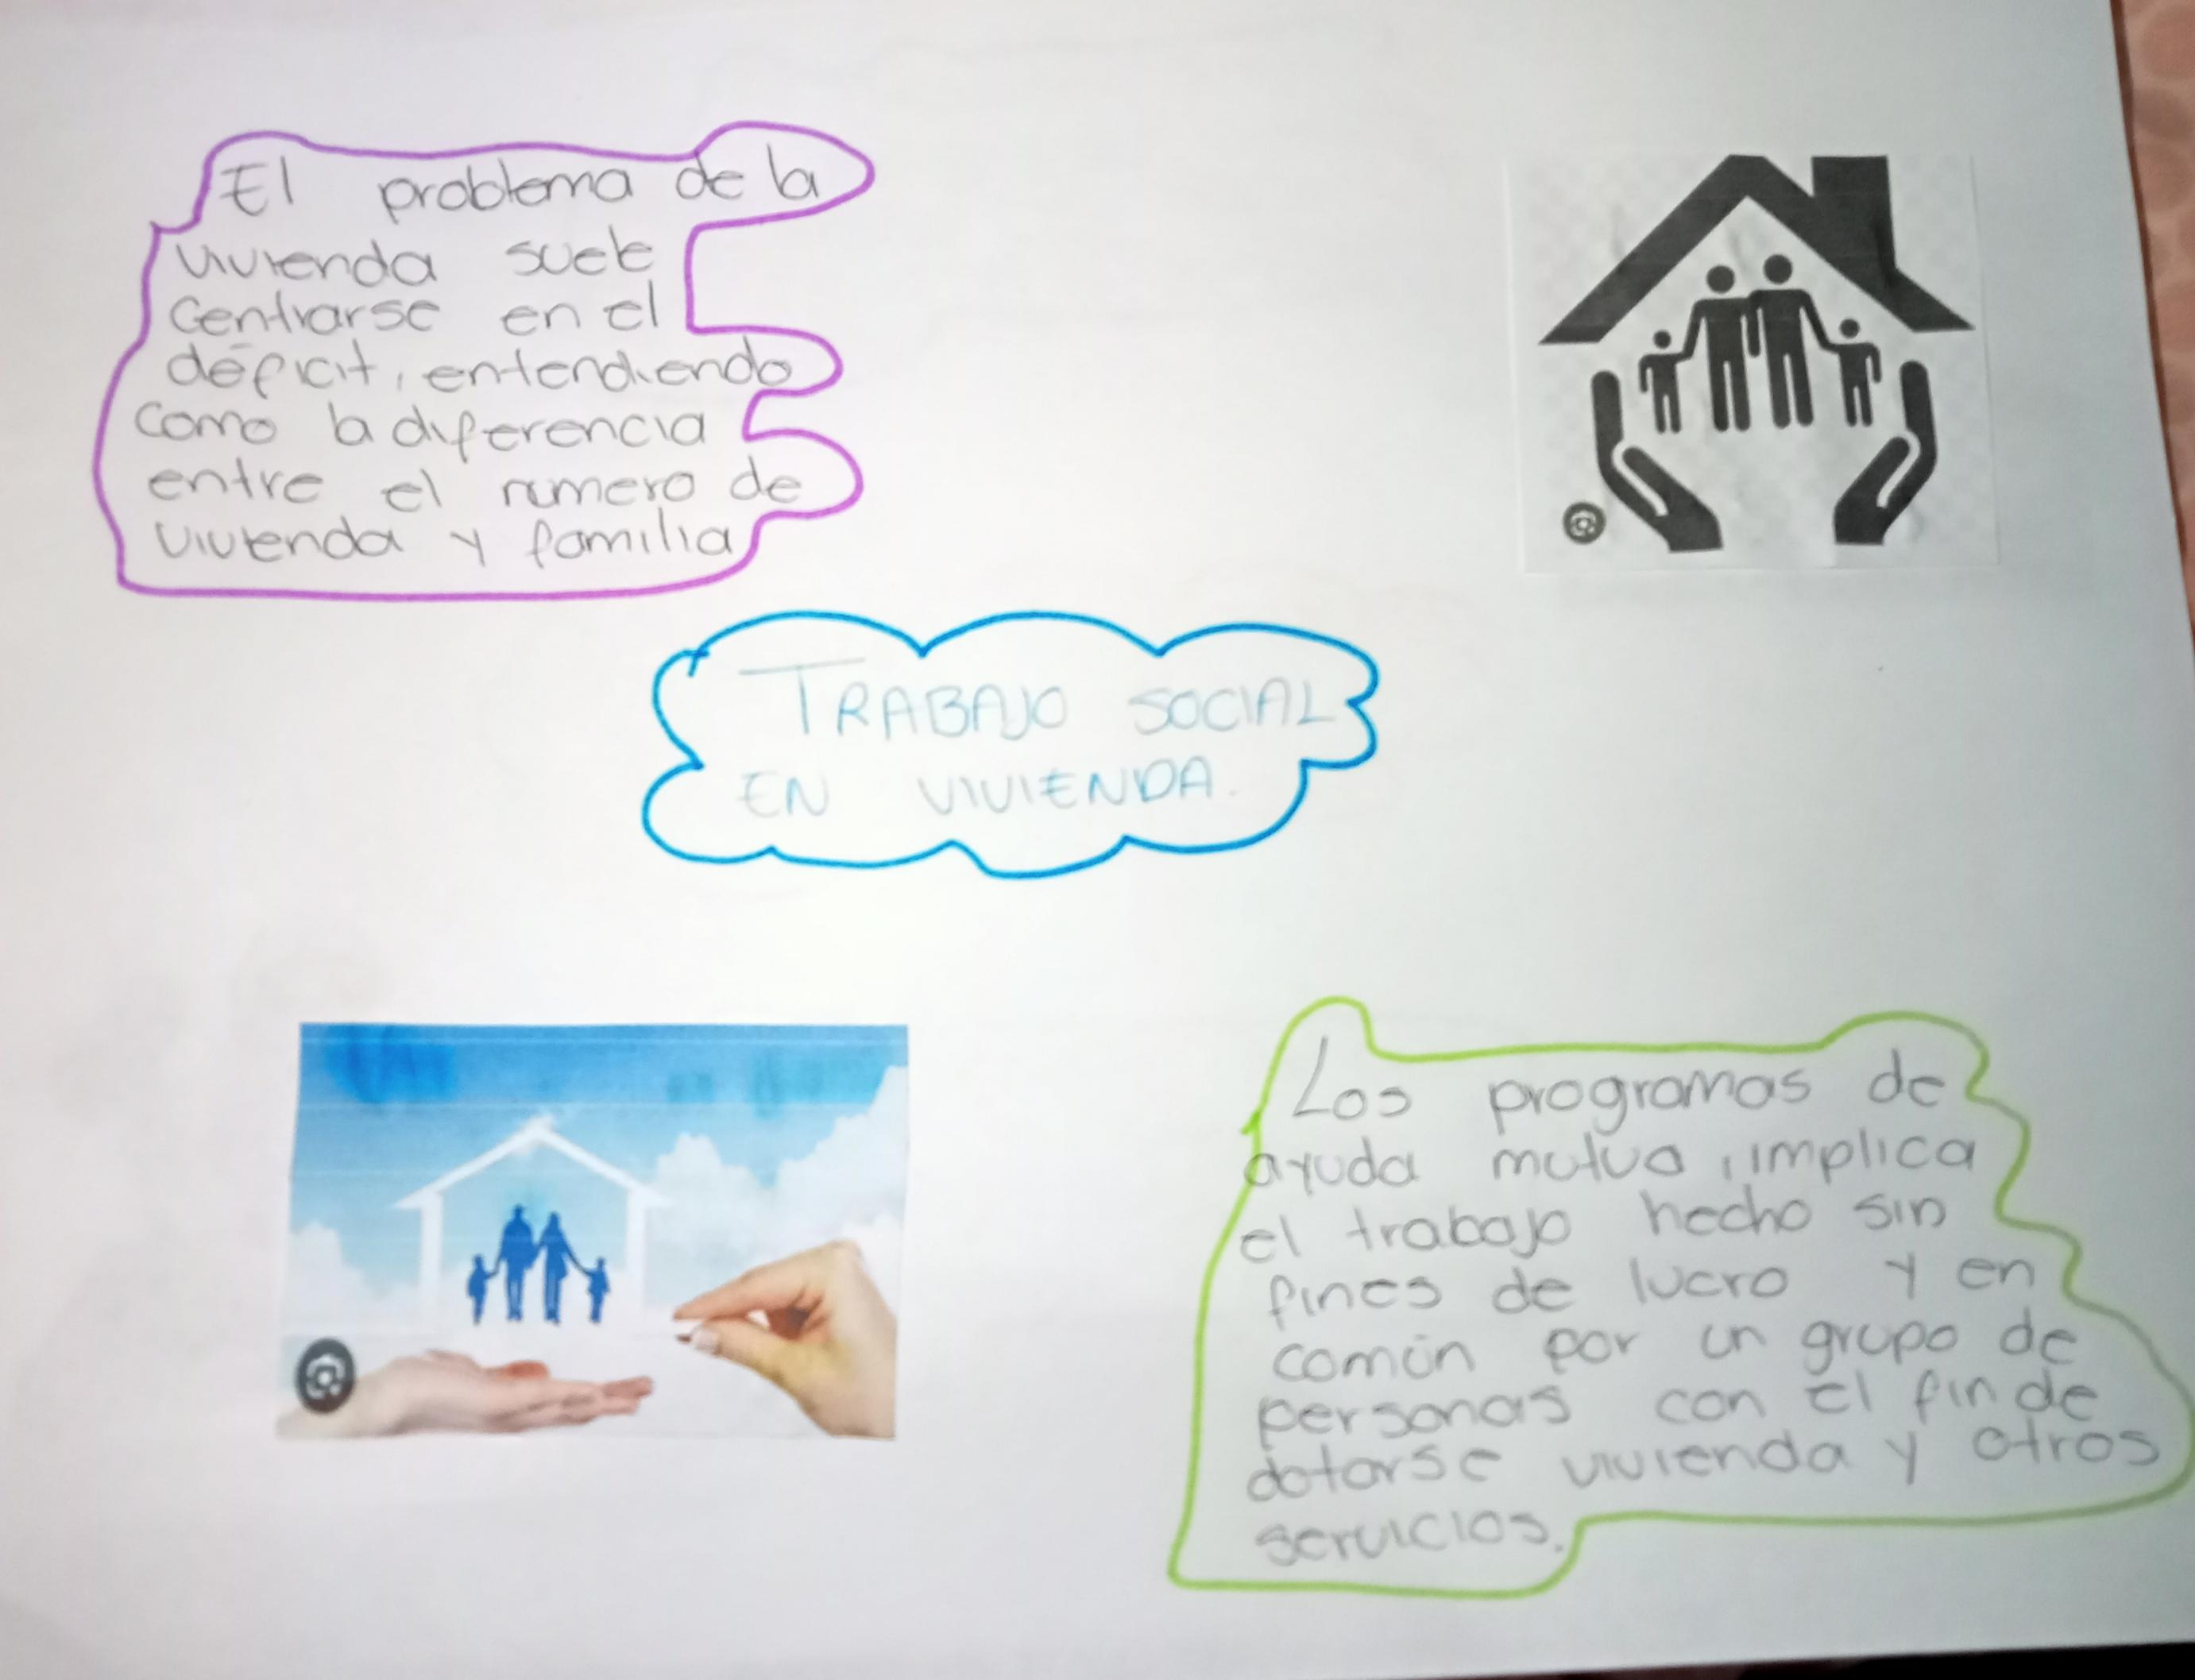 El problema de la
vivienda suele
centrarse en el
déficit, entendiendo
como la diferencia
entre el numero de
vivienda y familia
TRABAJO SOCIAL
EN VIVIENDA.
Los programas de
ayuda mutua, implica
el trabajo hecho sin
fines de lucro y en
común por un grupo de
personas con El fin de
dotarse vivienda y otros
servicios.